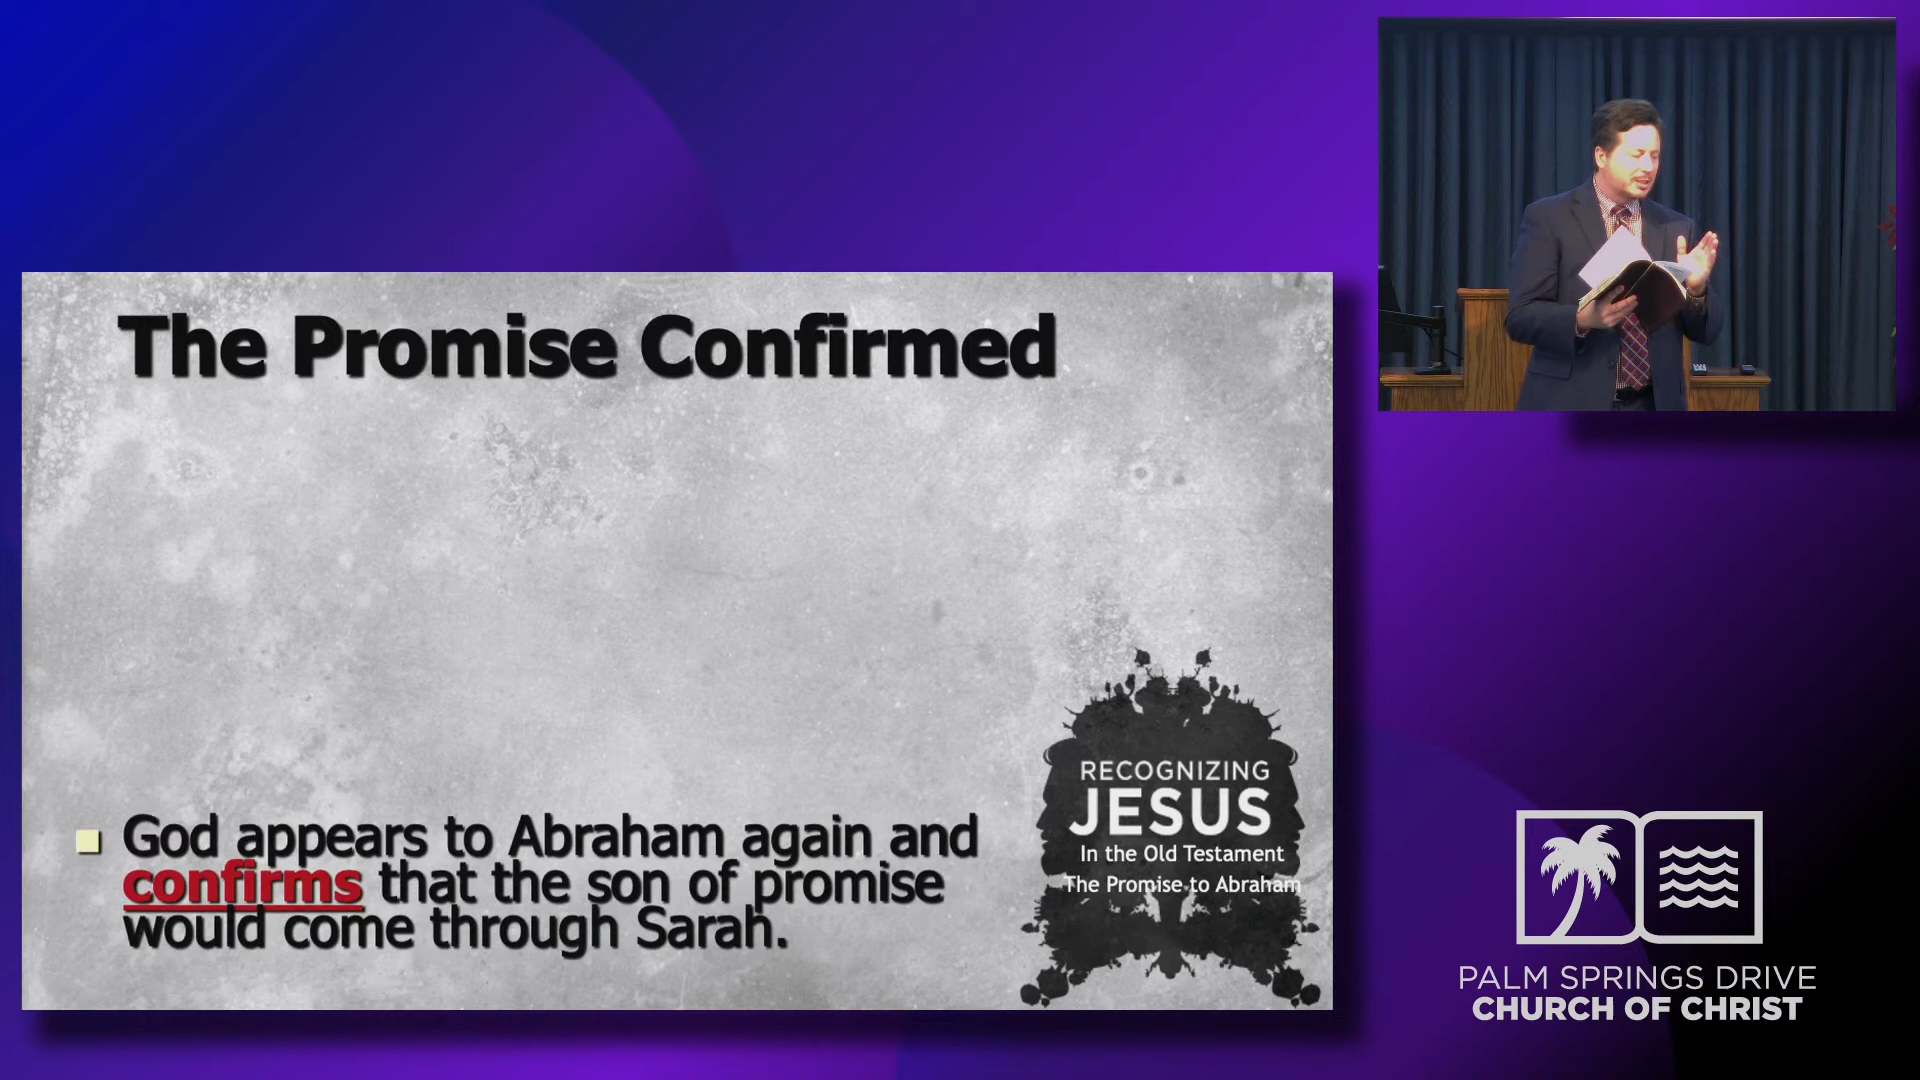 The Promise Confirmed
God appears to Abraham again and
confirms that the son of promise
would come through Sarah.
RECOGNIZING
JESUS
In the Old Testament
The Promise to Abraham
PALM SPRINGS DRIVE
CHURCH OF CHRIST